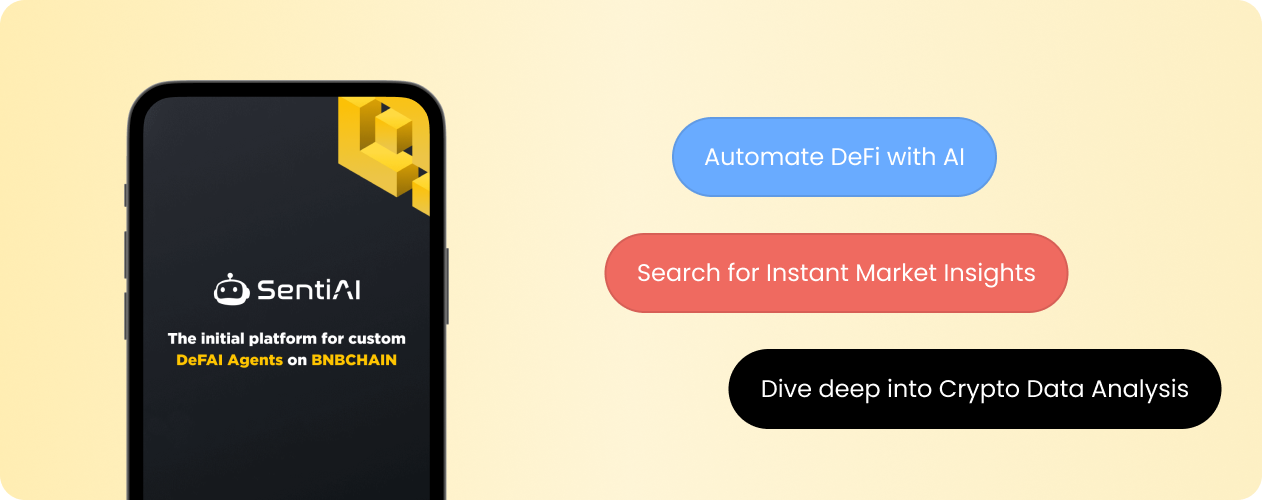 SentiAI
The initial platform for custom
DeFAI Agents on BNBCHAIN
Automate DeFi with AI
Search for Instant Market Insights
Dive deep into Crypto Data Analysis